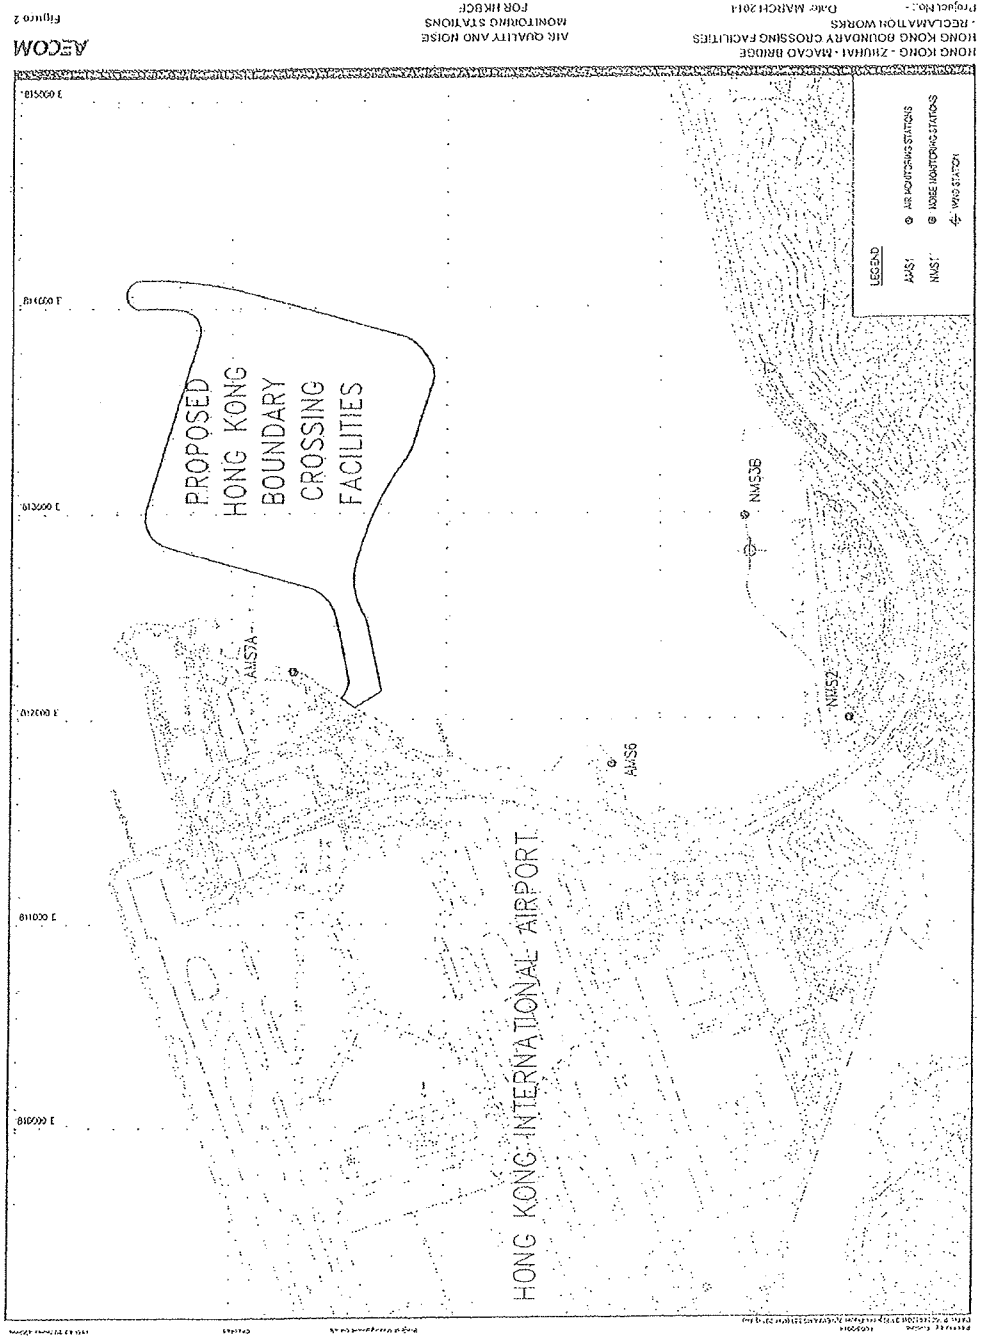 HONG KONG - ZHUHAI - MACAO BRIDGE
HONG KONG BOUNDARY CROSSING FACILITIES
- RECLAMATION WORKS
Project No.: -
Date: MARCH 2014
AIR QUALITY AND NOISE
MONITORING STATIONS
FOR HKBCF
AECOM
Figure 2
815000 E
814000 E
813000 E
812000 E
811000 E
810000 E
PROPOSED
HONG KONG
BOUNDARY
CROSSING
FACILITIES
AMS7A
AMS6
NMS2
NMS3B
HONG KONG INTERNATIONAL AIRPORT
LEGEND
AMS1 AIR MONITORING STATIONS
NMS1 NOISE MONITORING STATIONS
WIND STATION